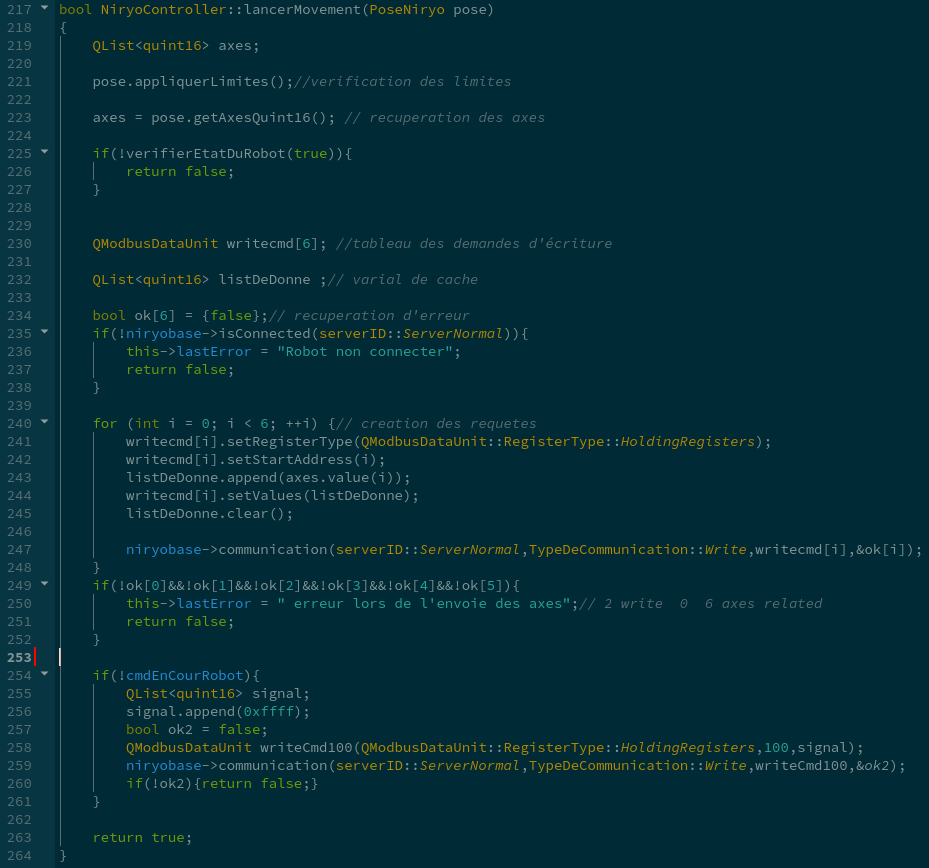 217 bool NiryoController::lancerMovement(PoseNiryo pose)
218 {
219     QList<quint16> axes;
220
221     pose.appliquerLimites();//verification des limites
222
223     axes = pose.getAxesQuint16(); // recuperation des axes
224
225     if(!verifierEtatDuRobot(true)){
226         return false;
227     }
228
229
230     QModbusDataUnit writecmd[6]; //tableau des demandes d'écriture
231
232     QList<quint16> listDeDonne ;// varial de cache
233
234     bool ok[6] = {false};// recuperation d'erreur
235     if(!niryobase->isConnected(serverID::ServerNormal)){
236         this->lastError = "Robot non connecter";
237         return false;
238     }
239
240     for (int i = 0; i < 6; ++i) {// creation des requetes
241         writecmd[i].setRegisterType(QModbusDataUnit::RegisterType::HoldingRegisters);
242         writecmd[i].setStartAddress(i);
243         listDeDonne.append(axes.value(i));
244         writecmd[i].setValues(listDeDonne);
245         listDeDonne.clear();
246
247         niryobase->communication(serverID::ServerNormal,TypeDeCommunication::Write,writecmd[i],&ok[i]);
248     }
249     if(!ok[0]&&!ok[1]&&!ok[2]&&!ok[3]&&!ok[4]&&!ok[5]){
250         this->lastError = " erreur lors de l'envoie des axes";// 2 write  0  6 axes related
251         return false;
252     }
253
254     if(!cmdEnCourRobot){
255         QList<quint16> signal;
256         signal.append(0xffff);
257         bool ok2 = false;
258         QModbusDataUnit writeCmd100(QModbusDataUnit::RegisterType::HoldingRegisters,100,signal);
259         niryobase->communication(serverID::ServerNormal,TypeDeCommunication::Write,writeCmd100,&ok2);
260         if(!ok2){return false;}
261     }
262
263     return true;
264 }